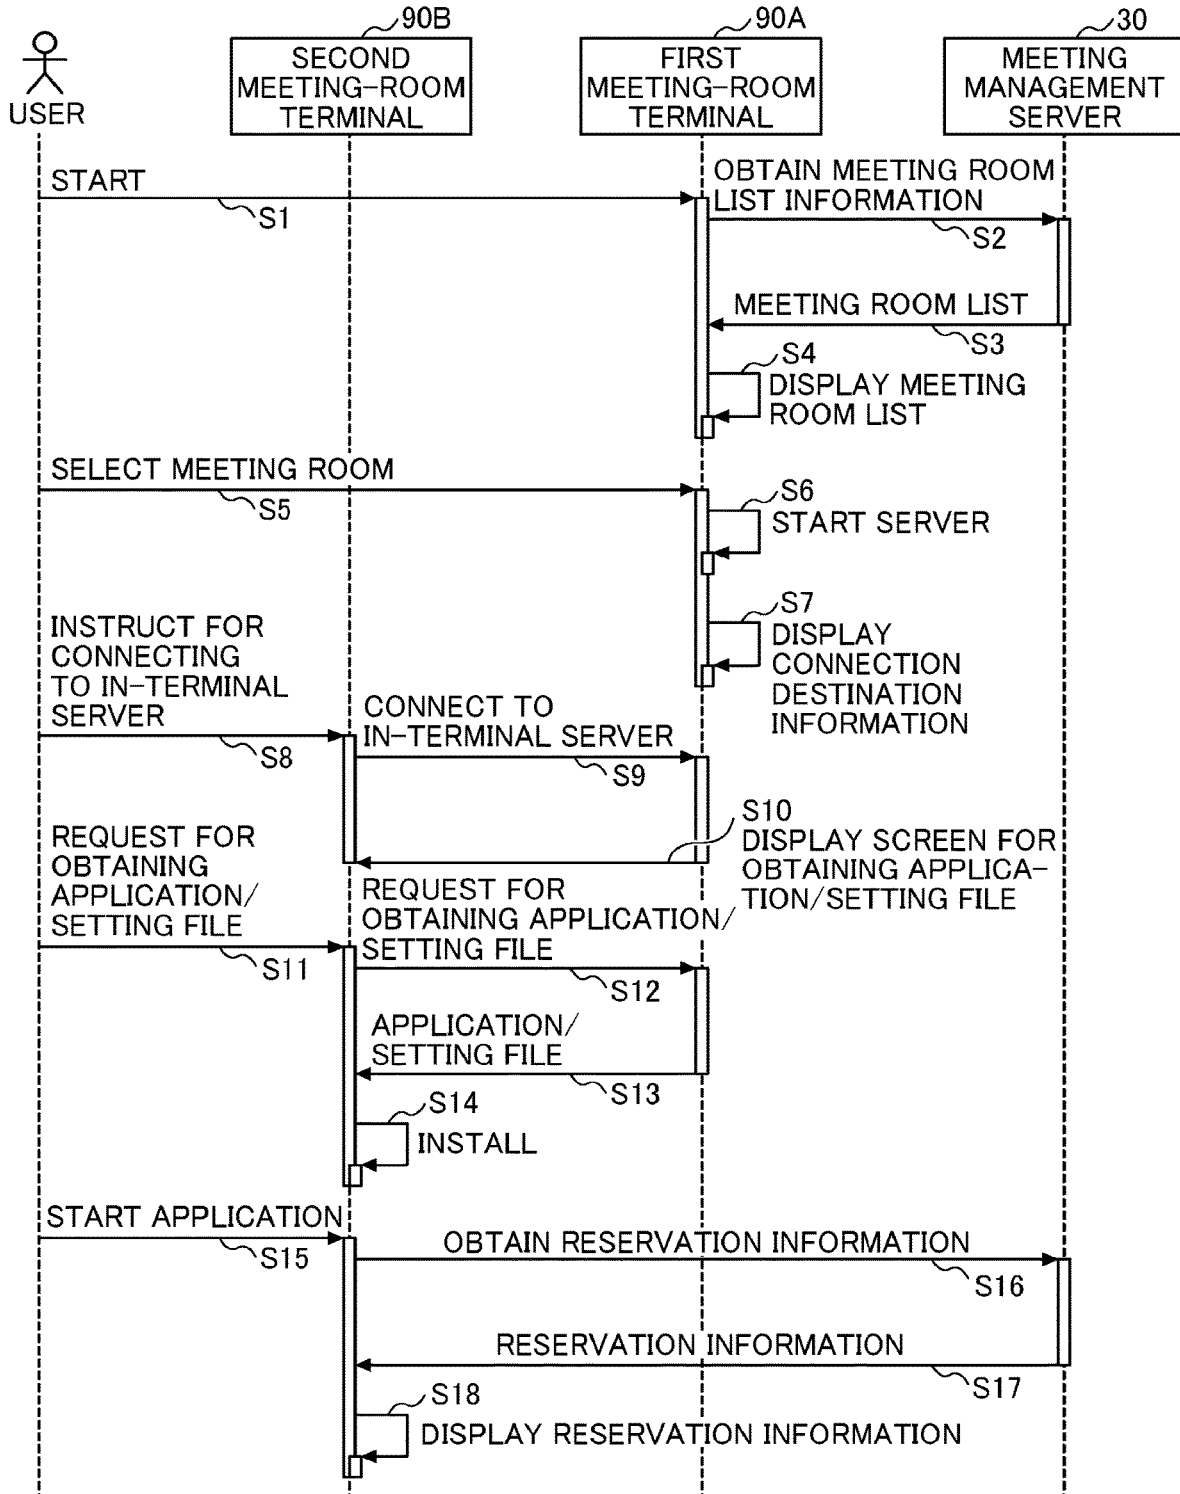 90B
90A
30
USER
SECOND
MEETING-ROOM
TERMINAL
FIRST
MEETING-ROOM
TERMINAL
MEETING
MANAGEMENT
SERVER
START
S1
OBTAIN MEETING ROOM
LIST INFORMATION
S2
MEETING ROOM LIST
S3
S4
DISPLAY MEETING
ROOM LIST
SELECT MEETING ROOM
S5
S6
START SERVER
S7
DISPLAY
CONNECTION
DESTINATION
INFORMATION
INSTRUCT FOR
CONNECTING
TO IN-TERMINAL
SERVER
S8
CONNECT TO
IN-TERMINAL SERVER
S9
S10
DISPLAY SCREEN FOR
OBTAINING APPLICA-
TION/SETTING FILE
REQUEST FOR
OBTAINING
APPLICATION/
SETTING FILE
S11
REQUEST FOR
OBTAINING APPLICATION/
SETTING FILE
S12
APPLICATION/
SETTING FILE
S13
S14
INSTALL
START APPLICATION
S15
OBTAIN RESERVATION INFORMATION
S16
RESERVATION INFORMATION
S17
S18
DISPLAY RESERVATION INFORMATION